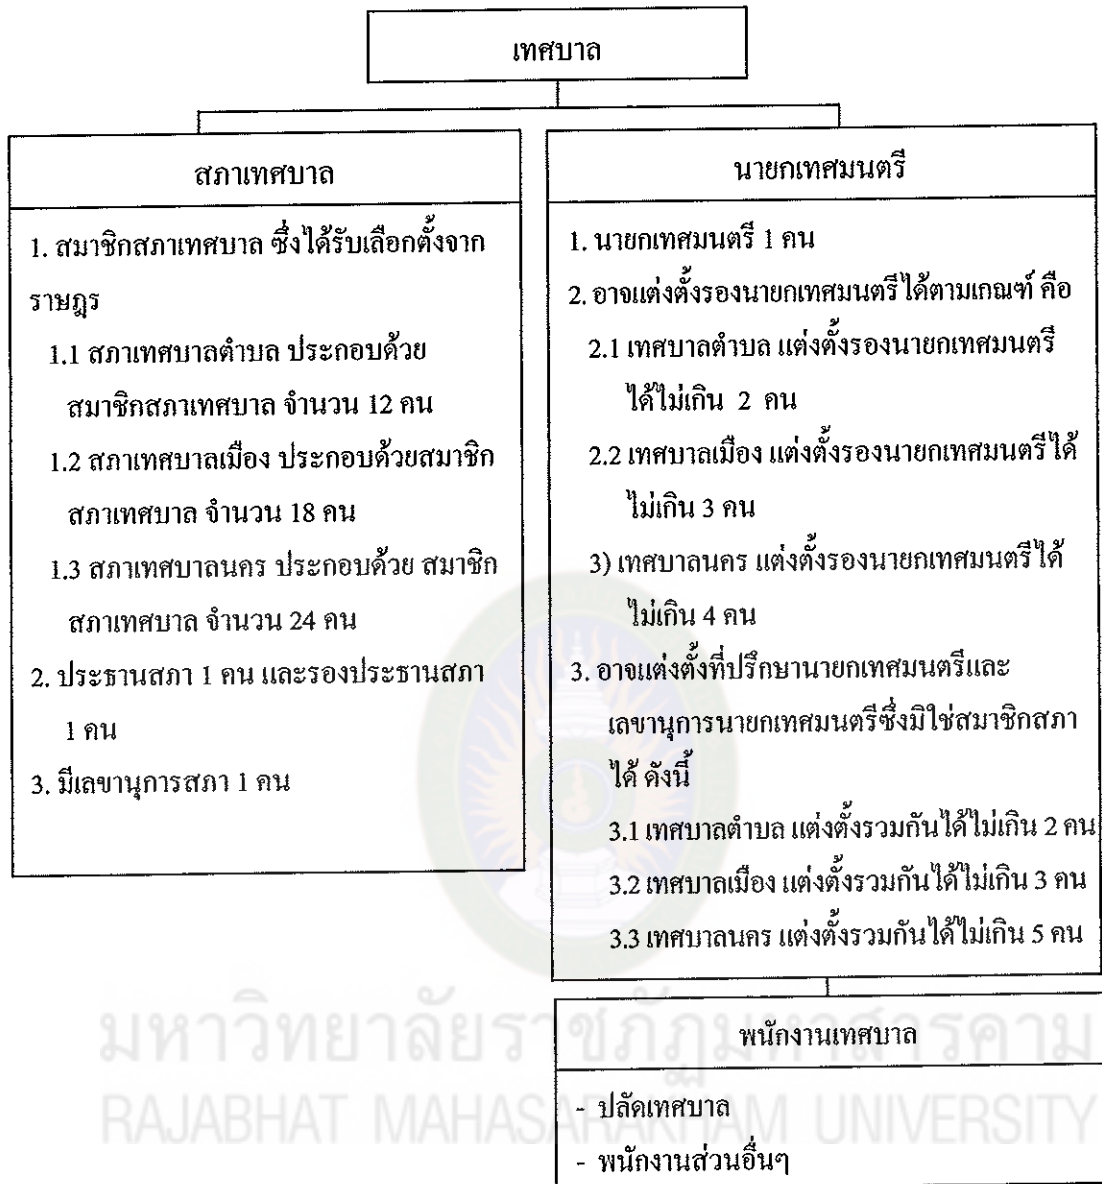 เทศบาล
สภาเทศบาล
1. สมาชิกสภาเทศบาล ซึ่งได้รับเลือกตั้งจาก
ราษฎร
1.1 สภาเทศบาลตำบล ประกอบด้วย
สมาชิกสภาเทศบาล จำนวน 12 คน
1.2 สภาเทศบาลเมือง ประกอบด้วยสมาชิก
สภาเทศบาล จำนวน 18 คน
1.3 สภาเทศบาลนคร ประกอบด้วย สมาชิก
สภาเทศบาล จำนวน 24 คน
2. ประธานสภา 1 คน และรองประธานสภา
1 คน
3. มีเลขานุการสภา 1 คน
นายกเทศมนตรี
1. นายกเทศมนตรี 1 คน
2. อาจแต่งตั้งรองนายกเทศมนตรีได้ตามเกณฑ์ คือ
2.1 เทศบาลตำบล แต่งตั้งรองนายกเทศมนตรี
ได้ไม่เกิน 2 คน
2.2 เทศบาลเมือง แต่งตั้งรองนายกเทศมนตรีได้
ไม่เกิน 3 คน
3) เทศบาลนคร แต่งตั้งรองนายกเทศมนตรีได้
ไม่เกิน 4 คน
3. อาจแต่งตั้งที่ปรึกษานายกเทศมนตรีและ
เลขานุการนายกเทศมนตรีซึ่งมิใช่สมาชิกสภา
ได้ ดังนี้
3.1 เทศบาลตำบล แต่งตั้งรวมกันได้ไม่เกิน 2 คน
3.2 เทศบาลเมือง แต่งตั้งรวมกันได้ไม่เกิน 3 คน
3.3 เทศบาลนคร แต่งตั้งรวมกันได้ไม่เกิน 5 คน
พนักงานเทศบาล
- ปลัดเทศบาล
- พนักงานส่วนอื่นๆ
มหาวิทยาลัยราชภัฏมหาสารคาม
RAJABHAT MAHASARAKHAM UNIVERSITY